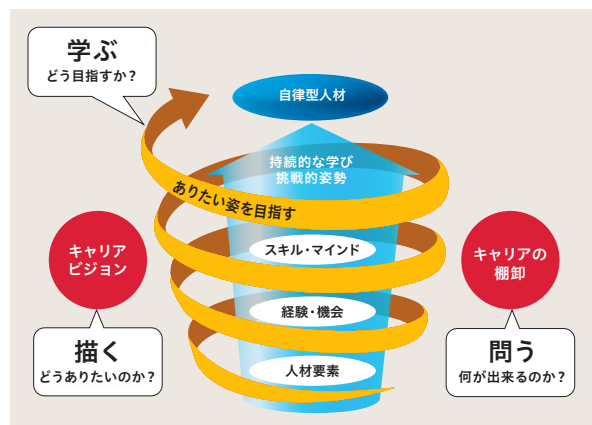 学ぶ
どう目指すか？
自律型人材
持続的な学び
挑戦的姿勢
ありたい姿を目指す
キャリア
ビジョン
スキル・マインド
キャリアの
棚卸
経験・機会
描く
どうありたいのか？
人材要素
問う
何が出来るのか？